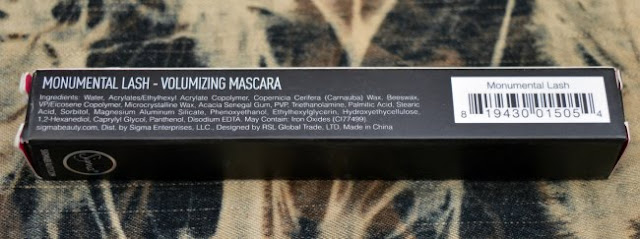 MONUMENTAL LASH - VOLUMIZING MASCARA
Ingredients: Water, Acrylates/Ethylhexyl Acrylate Copolymer, Copernicia Cerifera (Carnauba) Wax, Beeswax,
VP/Eicosene Copolymer, Microcrystalline Wax, Acacia Senegal Gum, PVP, Triethanolamine, Palmitic Acid, Stearic
Acid, Sorbitol, Magnesium Aluminum Silicate, Phenoxyethanol, Ethylhexylglycerin, Hydroxyethylcellulose,
1,2-Hexanediol, Caprylyl Glycol, Panthenol, Disodium EDTA. May Contain: Iron Oxides (CI77499).
sigmabeauty.com, Dist. by Sigma Enterprises, LLC., Designed by RSL Global Trade, LTD. Made in China
Monumental Lash
8 19430 01505 4